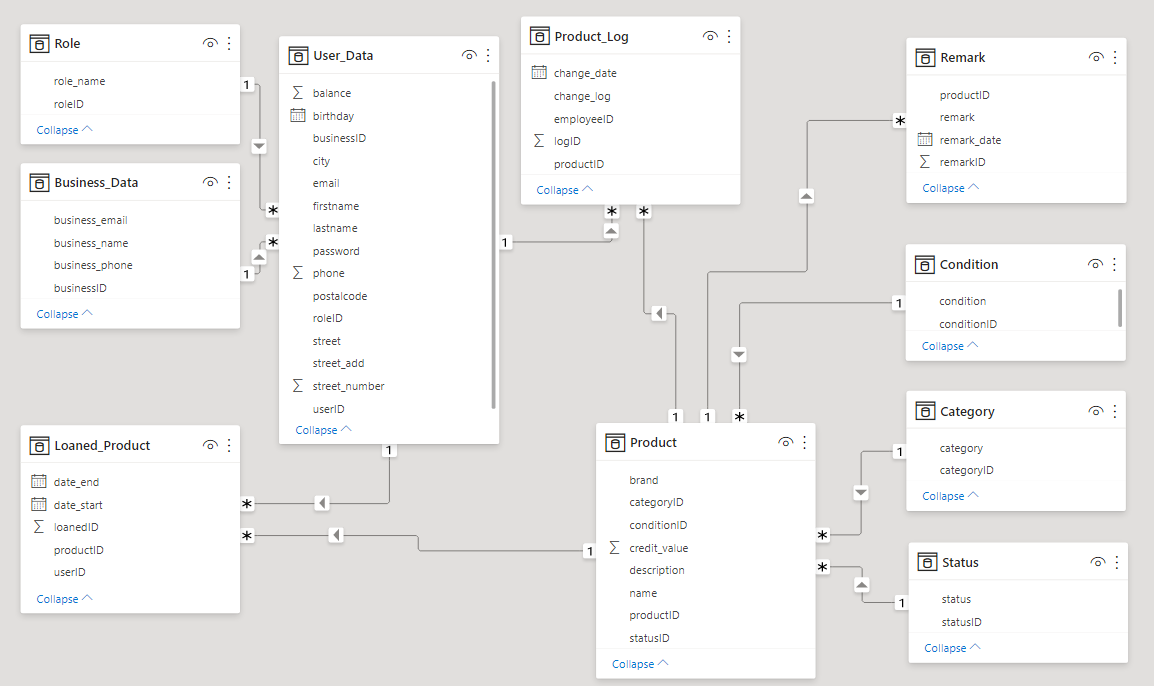 Role
role_name
roleID
Collapse
Business_Data
business_email
business_name
business_phone
businessID
Collapse
Loaned_Product
date_end
date_start
loanedID
productID
userID
Collapse
User_Data
balance
birthday
businessID
city
email
firstname
lastname
password
phone
postalcode
roleID
street
street_add
street_number
userID
Collapse
Product_Log
change_date
change_log
employeeID
logID
productID
Collapse
Product
brand
categoryID
conditionID
credit_value
description
name
productID
statusID
Collapse
Remark
productID
remark
remark_date
remarkID
Collapse
Condition
condition
conditionID
Collapse
Category
category
categoryID
Collapse
Status
status
statusID
Collapse
1
*
1
*
1
*
1
*
1
*
1
*
1
*
1
*
1
*
1
*